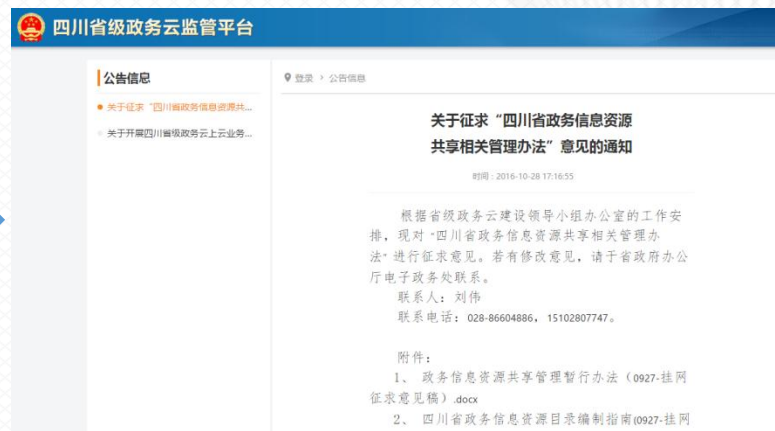 四川省级政务云监管平台
公告信息
关于征求“四川省政务信息资源共...
关于开展四川省级政务云上云业务...
登录 > 公告信息
关于征求“四川省政务信息资源
共享相关管理办法”意见的通知
时间：2016-10-28 17:16:55
根据省级政务云建设领导小组办公室的工作安
排，现对“四川省政务信息资源共享相关管理办
法”进行征求意见。若有修改意见，请于省政府办公
厅电子政务处联系。
联系人：刘伟
联系电话：028-86604886，15102807747。
附件：
1、 政务信息资源共享管理暂行办法（0927-挂网
征求意见稿）.docx
2、 四川省政务信息资源目录编制指南(0927-挂网